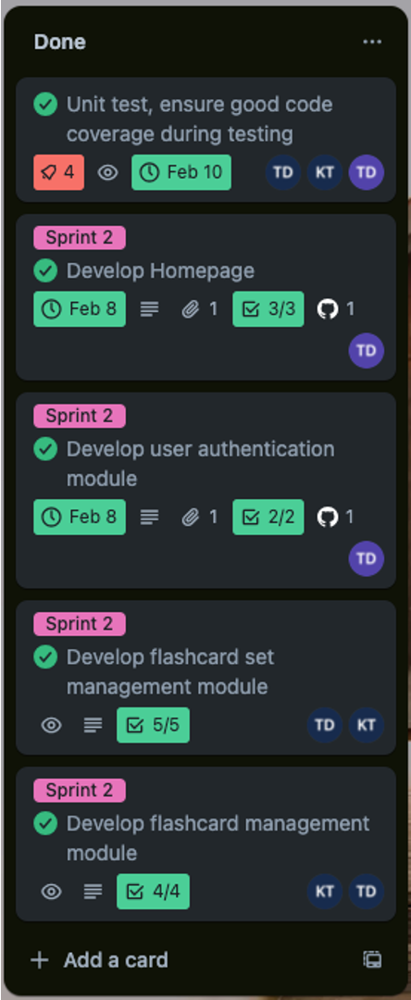 Done
Unit test, ensure good code
coverage during testing
4 Feb 10 TD KT TD
Sprint 2
Develop Homepage
Feb 8 1 3/3 1
TD
Sprint 2
Develop user authentication
module
Feb 8 1 2/2 1
TD
Sprint 2
Develop flashcard set
management module
5/5 TD KT
Sprint 2
Develop flashcard management
module
4/4 KT TD
Add a card